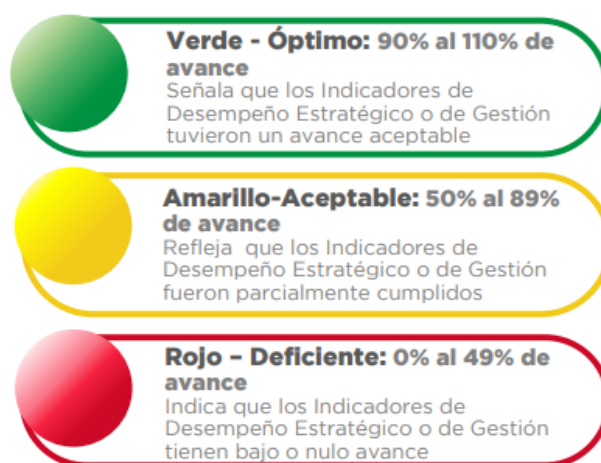 Verde - Óptimo: 90% al 110% de
avance
Señala que los Indicadores de
Desempeño Estratégico o de Gestión
tuvieron un avance aceptable
Amarillo-Aceptable: 50% al 89%
de avance
Refleja que los Indicadores de
Desempeño Estratégico o de Gestión
fueron parcialmente cumplidos
Rojo – Deficiente: 0% al 49% de
avance
Indica que los Indicadores de
Desempeño Estratégico o de Gestión
tienen bajo o nulo avance